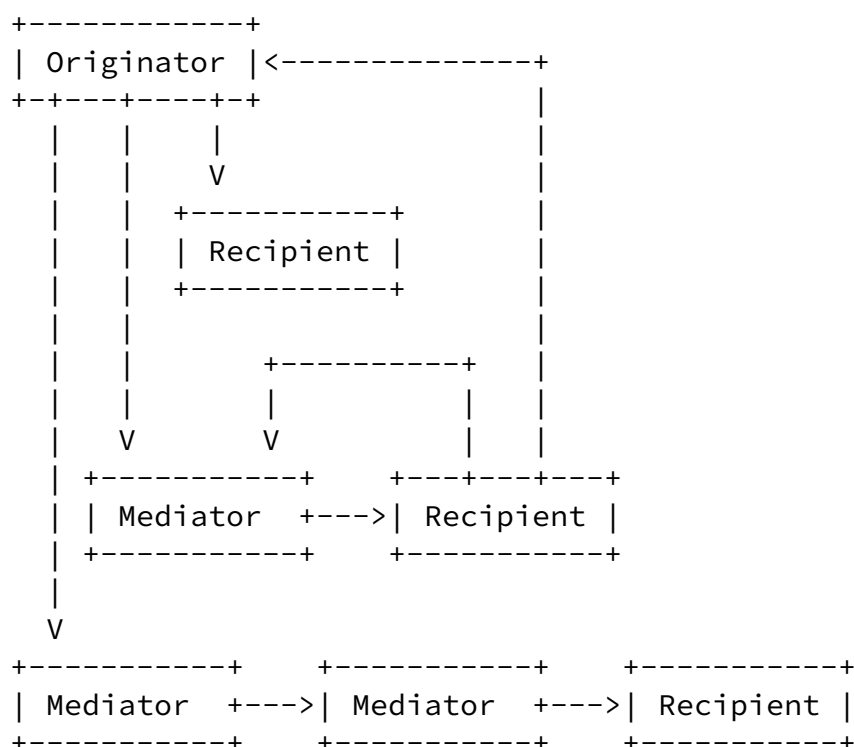 Originator
V
Recipient
V V
Mediator Recipient
V
Mediator Mediator Recipient